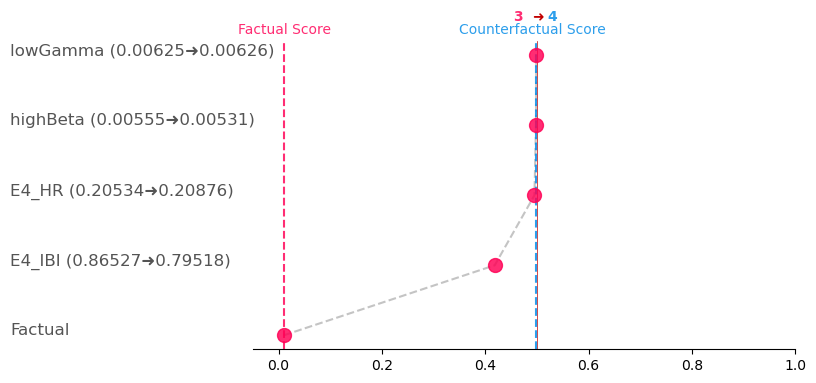 3 ➜ 4
Factual Score
Counterfactual Score
lowGamma (0.00625➜0.00626)
highBeta (0.00555➜0.00531)
E4_HR (0.20534➜0.20876)
E4_IBI (0.86527➜0.79518)
Factual
0.0 0.2 0.4 0.6 0.8 1.0